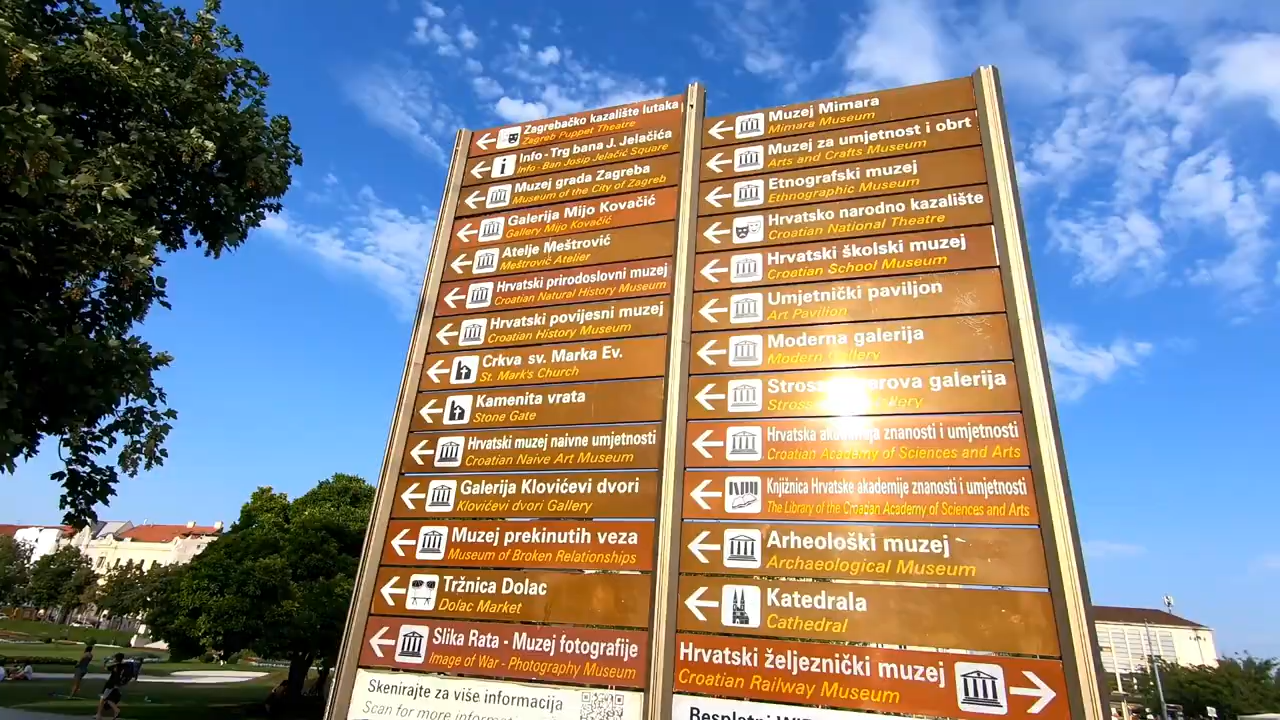 Zagrebačko kazalište lutaka
Zagreb Puppet Theatre
Info - Trg bana J. Jelačića
Info - Ban Josip Jelačić Square
Muzej grada Zagreba
Museum of the City of Zagreb
Galerija Mijo Kovačić
Gallery Mijo Kovačić
Atelje Meštrović
Meštrović Atelier
Hrvatski prirodoslovni muzej
Croatian Natural History Museum
Hrvatski povijesni muzej
Croatian History Museum
Crkva sv. Marka Ev.
St. Mark's Church
Kamenita vrata
Stone Gate
Hrvatski muzej naivne umjetnosti
Croatian Naive Art Museum
Galerija Klovićevi dvori
Klovićevi dvori Gallery
Muzej prekinutih veza
Museum of Broken Relationships
Tržnica Dolac
Dolac Market
Slika Rata - Muzej fotografije
Image of War - Photography Museum
Skenirajte za više informacija
Scan for more
Muzej Mimara
Mimara Museum
Muzej za umjetnost i obrt
Arts and Crafts Museum
Etnografski muzej
Ethnographic Museum
Hrvatsko narodno kazalište
Croatian National Theatre
Hrvatski školski muzej
Croatian School Museum
Umjetnički paviljon
Art Pavilion
Moderna galerija
Modern Gallery
galerija
Hrvatska akademija znanosti i umjetnosti
Croatian Academy of Sciences and Arts
Knjižnica Hrvatske akademije znanosti i umjetnosti
The Library of the Croatian Academy of Sciences and Arts
Arheološki muzej
Archaeological Museum
Katedrala
Cathedral
Hrvatski željeznički muzej
Croatian Railway Museum
Besplatni